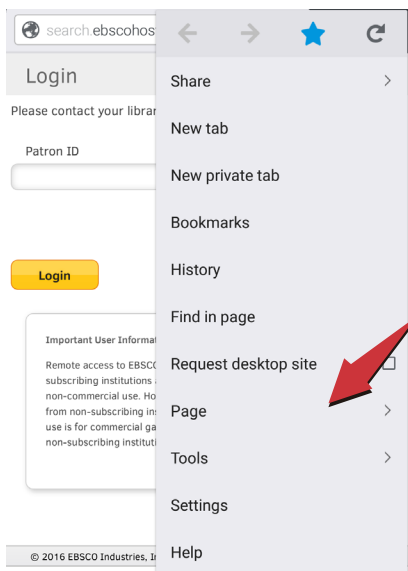 search.ebscohos
Login
Please contact your librar
Patron ID
Login
Important User Informat
Remote access to EBSCO
subscribing institutions
non-commercial use. Ho
from non-subscribing ins
use is for commercial ga
non-subscribing instituti
© 2016 EBSCO Industries, In
Share
New tab
New private tab
Bookmarks
History
Find in page
Request desktop site
Page
Tools
Settings
Help